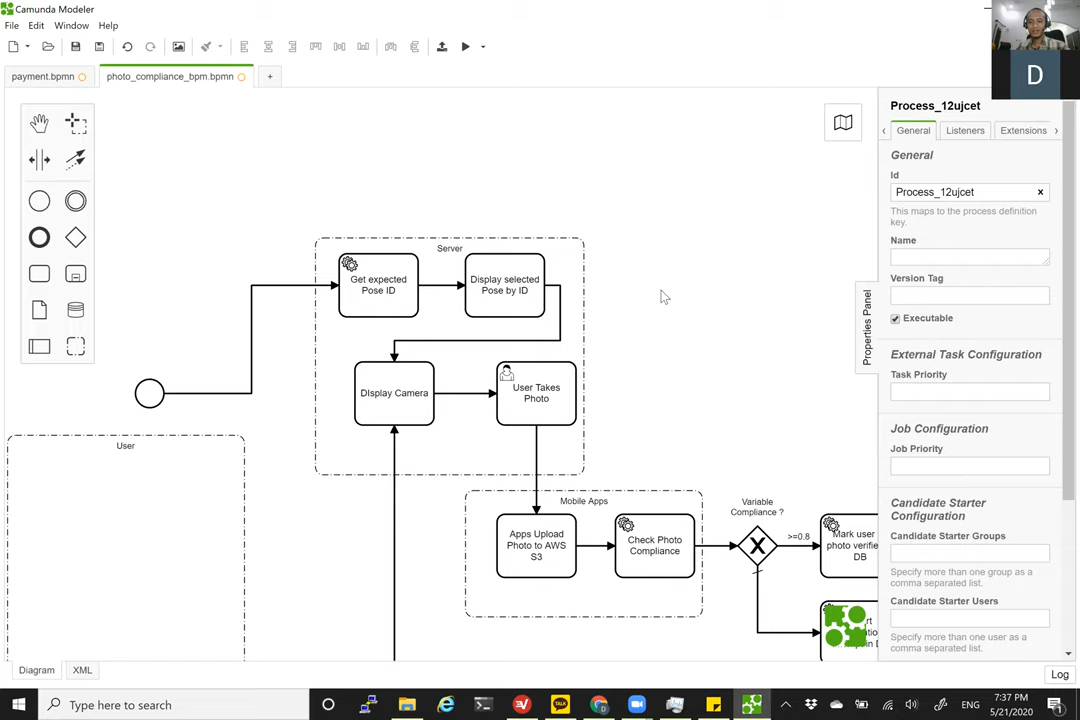 Camunda Modeler
File Edit Window Help
payment.bpmn
photo_compliance_bpm.bpmn
+
D
Process_12ujcet
General
Listeners
Extensions
General
Id
Process_12ujcet
This maps to the process definition
key.
Name
Version Tag
Executable
External Task Configuration
Task Priority
Job Configuration
Job Priority
Candidate Starter
Configuration
Candidate Starter Groups
Specify more than one group as a
comma separated list.
Candidate Starter Users
Specify more than one user as a
comma separated list.
Properties Panel
Server
Get expected
Pose ID
Display selected
Pose by ID
DIsplay Camera
User Takes
Photo
User
Mobile Apps
Apps Upload
Photo to AWS
S3
Check Photo
Compliance
Variable
Compliance ?
X
>=0.8
Mark user
photo verifie
DB
Diagram
XML
Log
Type here to search
ENG
7:37 PM
5/21/2020